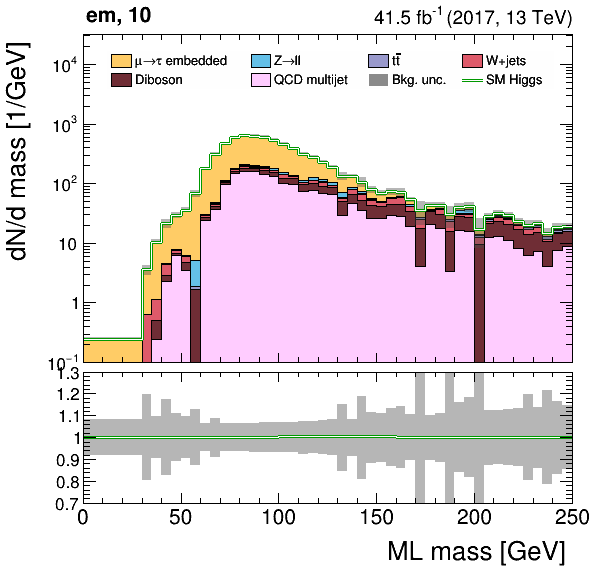 em, 10
41.5 fb⁻¹ (2017, 13 TeV)
dN/d mass [1/GeV]
μ→τ embedded Z→ll tt̄ W+jets
Diboson QCD multijet Bkg. unc. SM Higgs
10⁴
10³
10²
10
1
10⁻¹
1.3
1.2
1.1
1
0.9
0.8
0.7
0 50 100 150 200 250
ML mass [GeV]